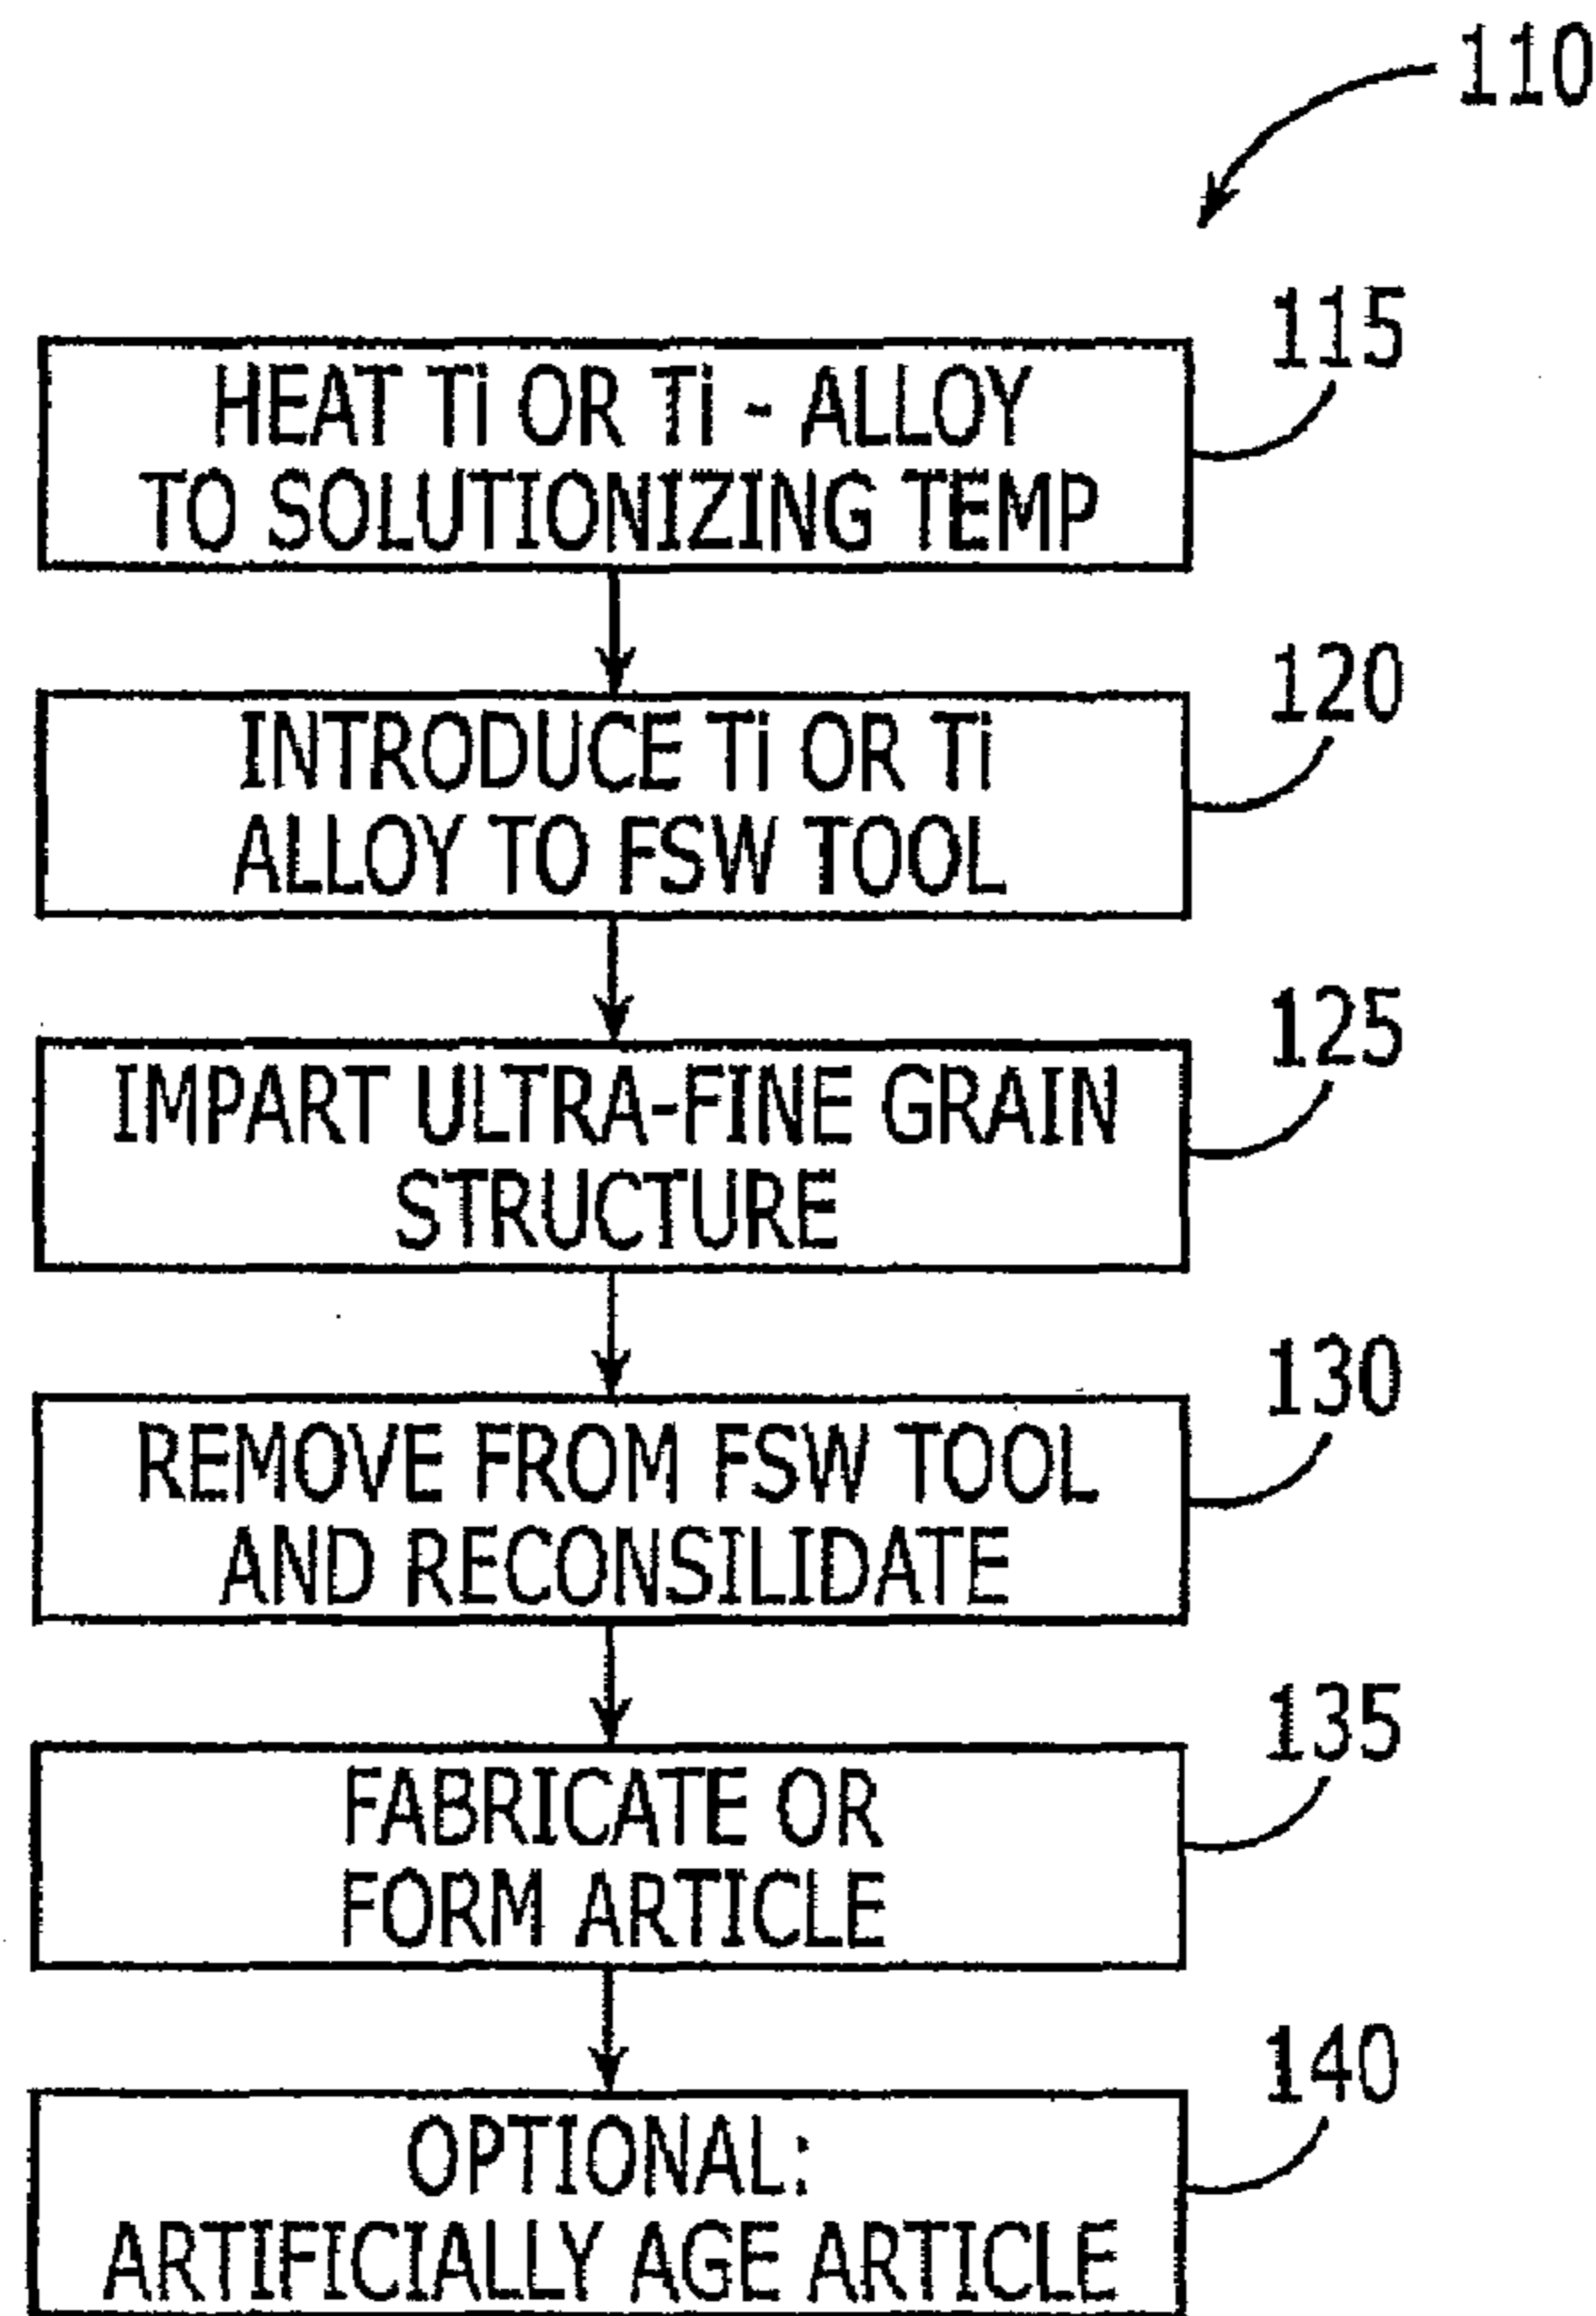 110
115
HEAT Ti OR Ti - ALLOY
TO SOLUTIONIZING TEMP
120
INTRODUCE Ti OR Ti
ALLOY TO FSW TOOL
125
IMPART ULTRA-FINE GRAIN
STRUCTURE
130
REMOVE FROM FSW TOOL
AND RECONSILIDATE
135
FABRICATE OR
FORM ARTICLE
140
OPTIONAL:
ARTIFICIALLY AGE ARTICLE